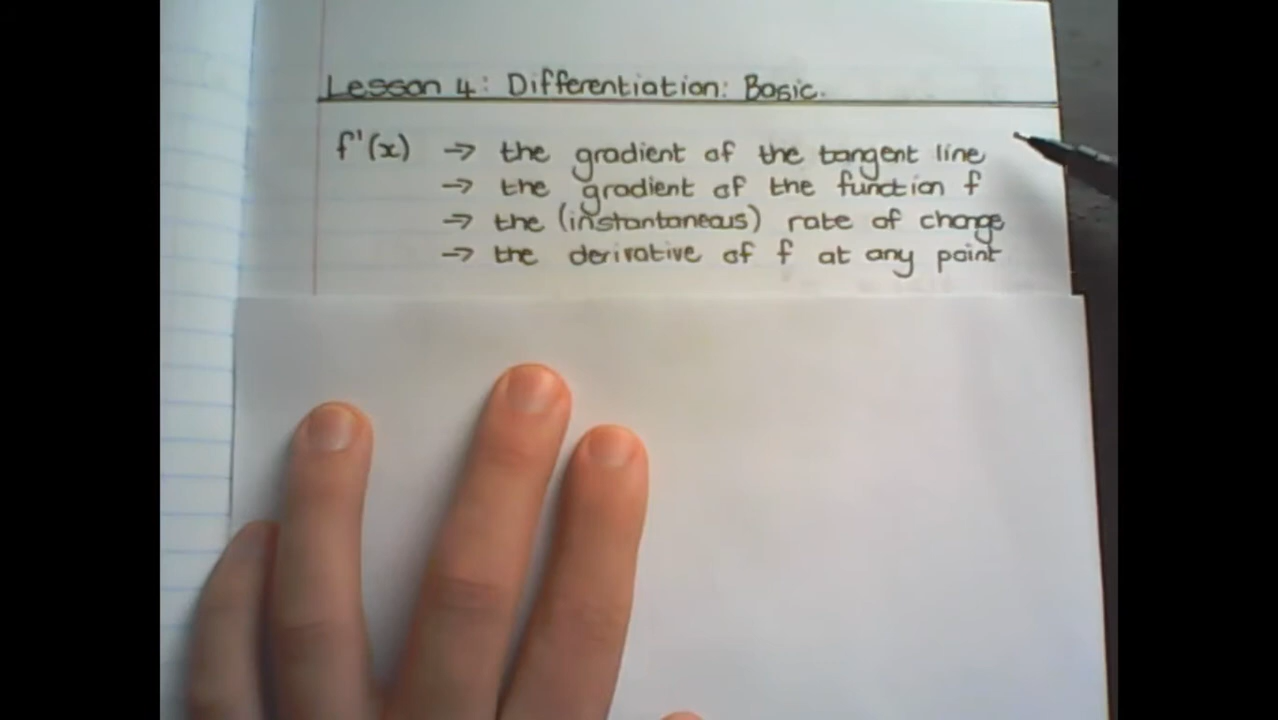 Lesson 4: Differentiation: Basic.
f'(x) → the gradient of the tangent line
→ the gradient of the function f
→ the (instantaneous) rate of change
→ the derivative of f at any point